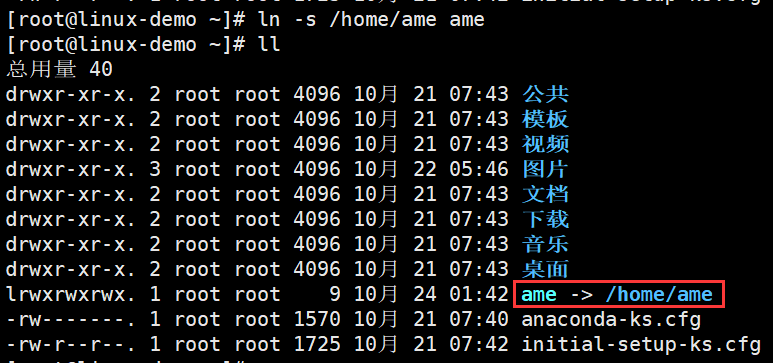 [root@linux-demo ~]# ln -s /home/ame ame
[root@linux-demo ~]# ll
总用量 40
drwxr-xr-x. 2 root root 4096 10月 21 07:43 公共
drwxr-xr-x. 2 root root 4096 10月 21 07:43 模板
drwxr-xr-x. 2 root root 4096 10月 21 07:43 视频
drwxr-xr-x. 3 root root 4096 10月 22 05:46 图片
drwxr-xr-x. 2 root root 4096 10月 21 07:43 文档
drwxr-xr-x. 2 root root 4096 10月 21 07:43 下载
drwxr-xr-x. 2 root root 4096 10月 21 07:43 音乐
drwxr-xr-x. 2 root root 4096 10月 21 07:43 桌面
lrwxrwxrwx. 1 root root    9 10月 24 01:42 ame -> /home/ame
-rw-------. 1 root root 1570 10月 21 07:40 anaconda-ks.cfg
-rw-r--r--. 1 root root 1725 10月 21 07:42 initial-setup-ks.cfg